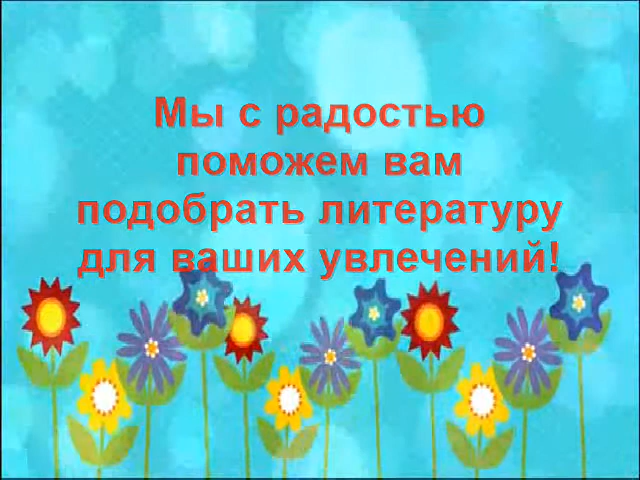 Мы с радостью
поможем вам
подобрать литературу
для ваших увлечений!